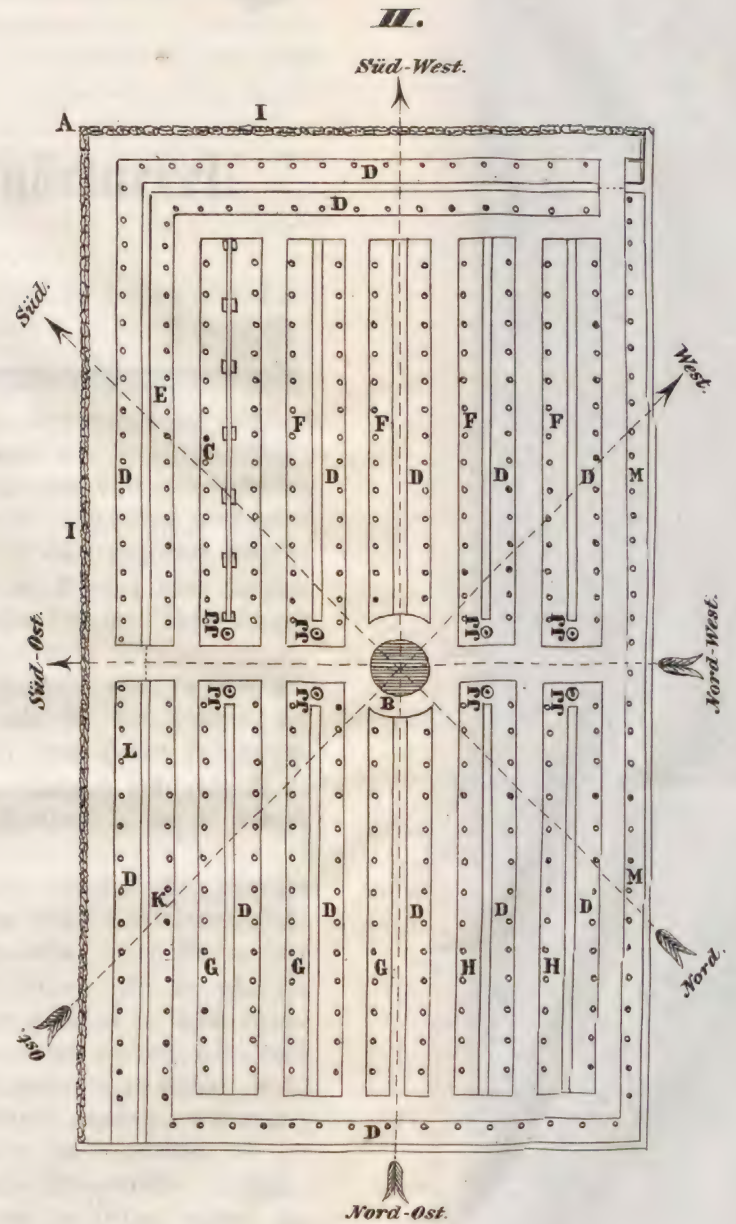 II.
Süd-West.
A I
D
D
Süd. West.
E
F F F F
C
D D D D D M
I
JJ JJ JJ JJ
Süd-Ost. Nord-West.
JJ JJ B JJ JJ
L
D K M
D D D D D
G G G H H
Ost. Nord.
D
Nord-Ost.